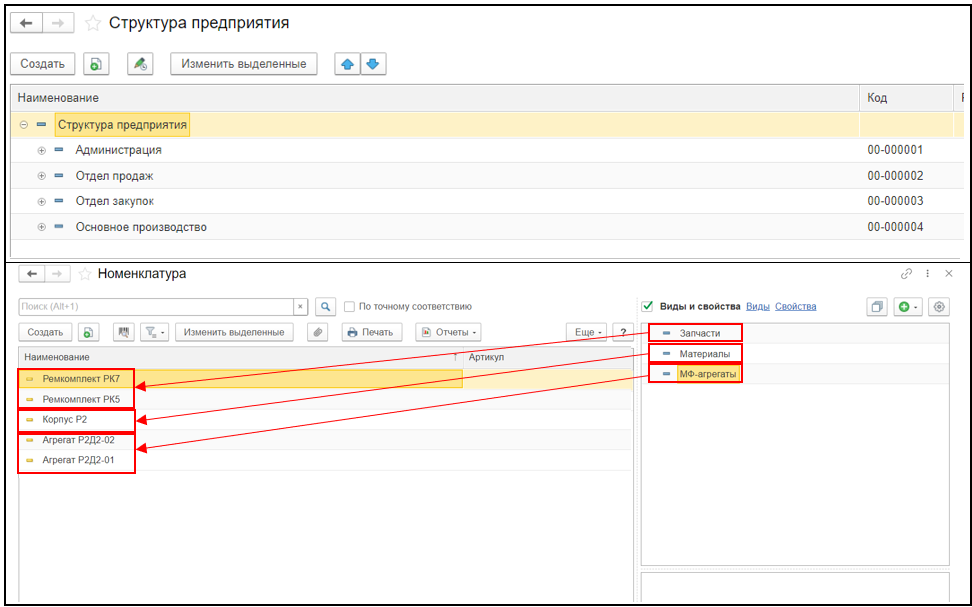 Структура предприятия
Создать Изменить выделенные
Наименование Код
Структура предприятия
Администрация 00-000001
Отдел продаж 00-000002
Отдел закупок 00-000003
Основное производство 00-000004
Номенклатура
Поиск (Alt+1) × По точному соответствию Виды и свойства Виды Свойства
Создать Изменить выделенные Печать Отчеты Еще ?
Наименование ↑ Артикул
Запчасти
Материалы
МФ-агрегаты
Ремкомплект РК7
Ремкомплект РК5
Корпус Р2
Агрегат Р2Д2-02
Агрегат Р2Д2-01